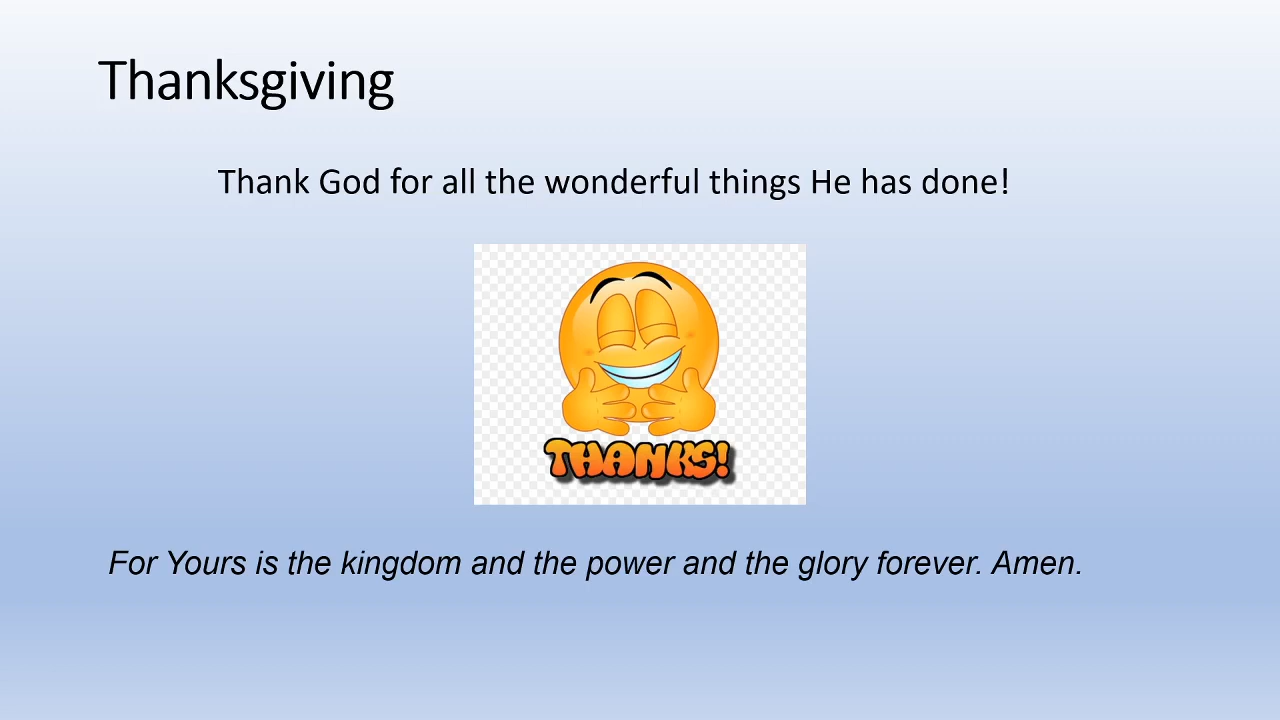 Thanksgiving
Thank God for all the wonderful things He has done!
THANKS!
For Yours is the kingdom and the power and the glory forever. Amen.